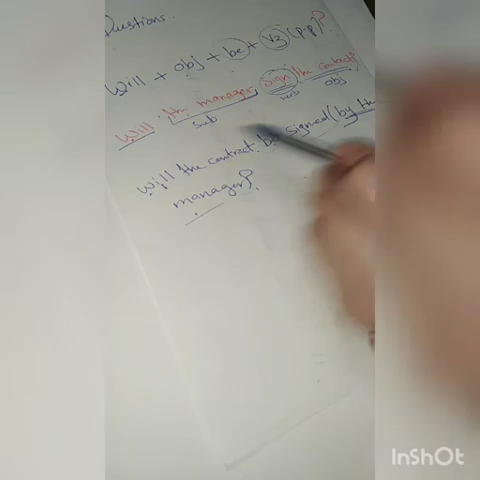 Questions.
Will + obj + be + V3 (p.p)?
Will the manager sign the contract?
sub verb obj
Will the contract be signed (by the
manager?
InShOt